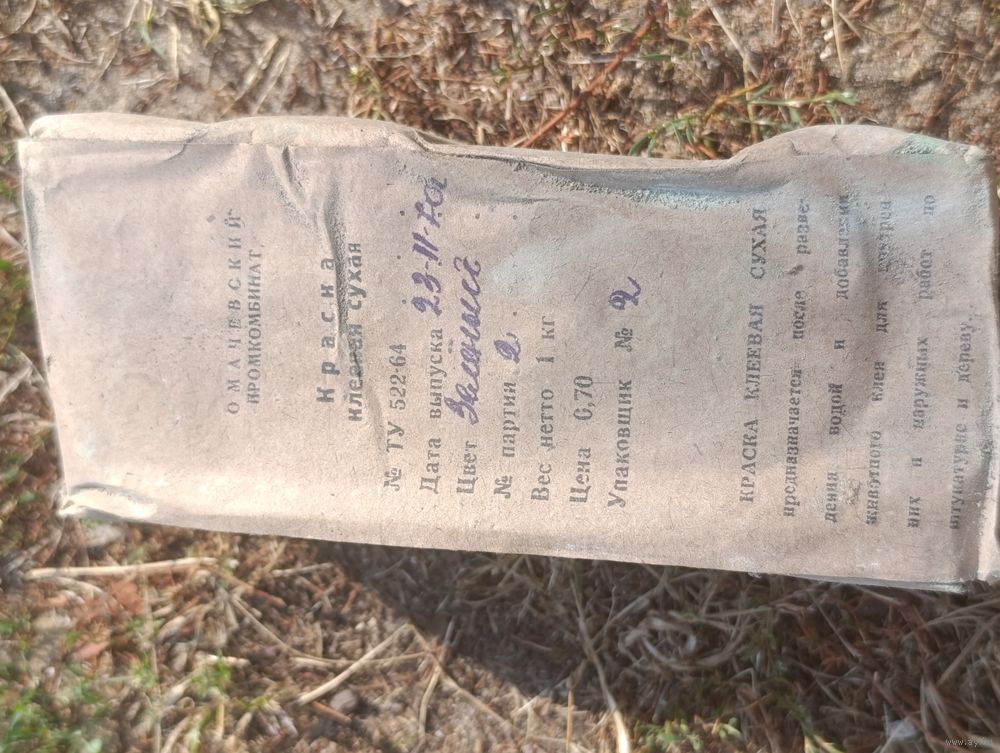 ОМАЧЕВСКИЙ
ПРОМКОМБИНАТ
Краска
клеевая сухая
№ ТУ 522-64
Дата выпуска 23-II
Цвет
№ партии 2
Вес нетто 1 кг
Цена 0,70
Упаковщик № 2
КРАСКА КЛЕЕВАЯ СУХАЯ
предназначается после разве-
дения водой и добавления
животного клея для внутрен-
них и наружных работ по
штукатурке и дереву.